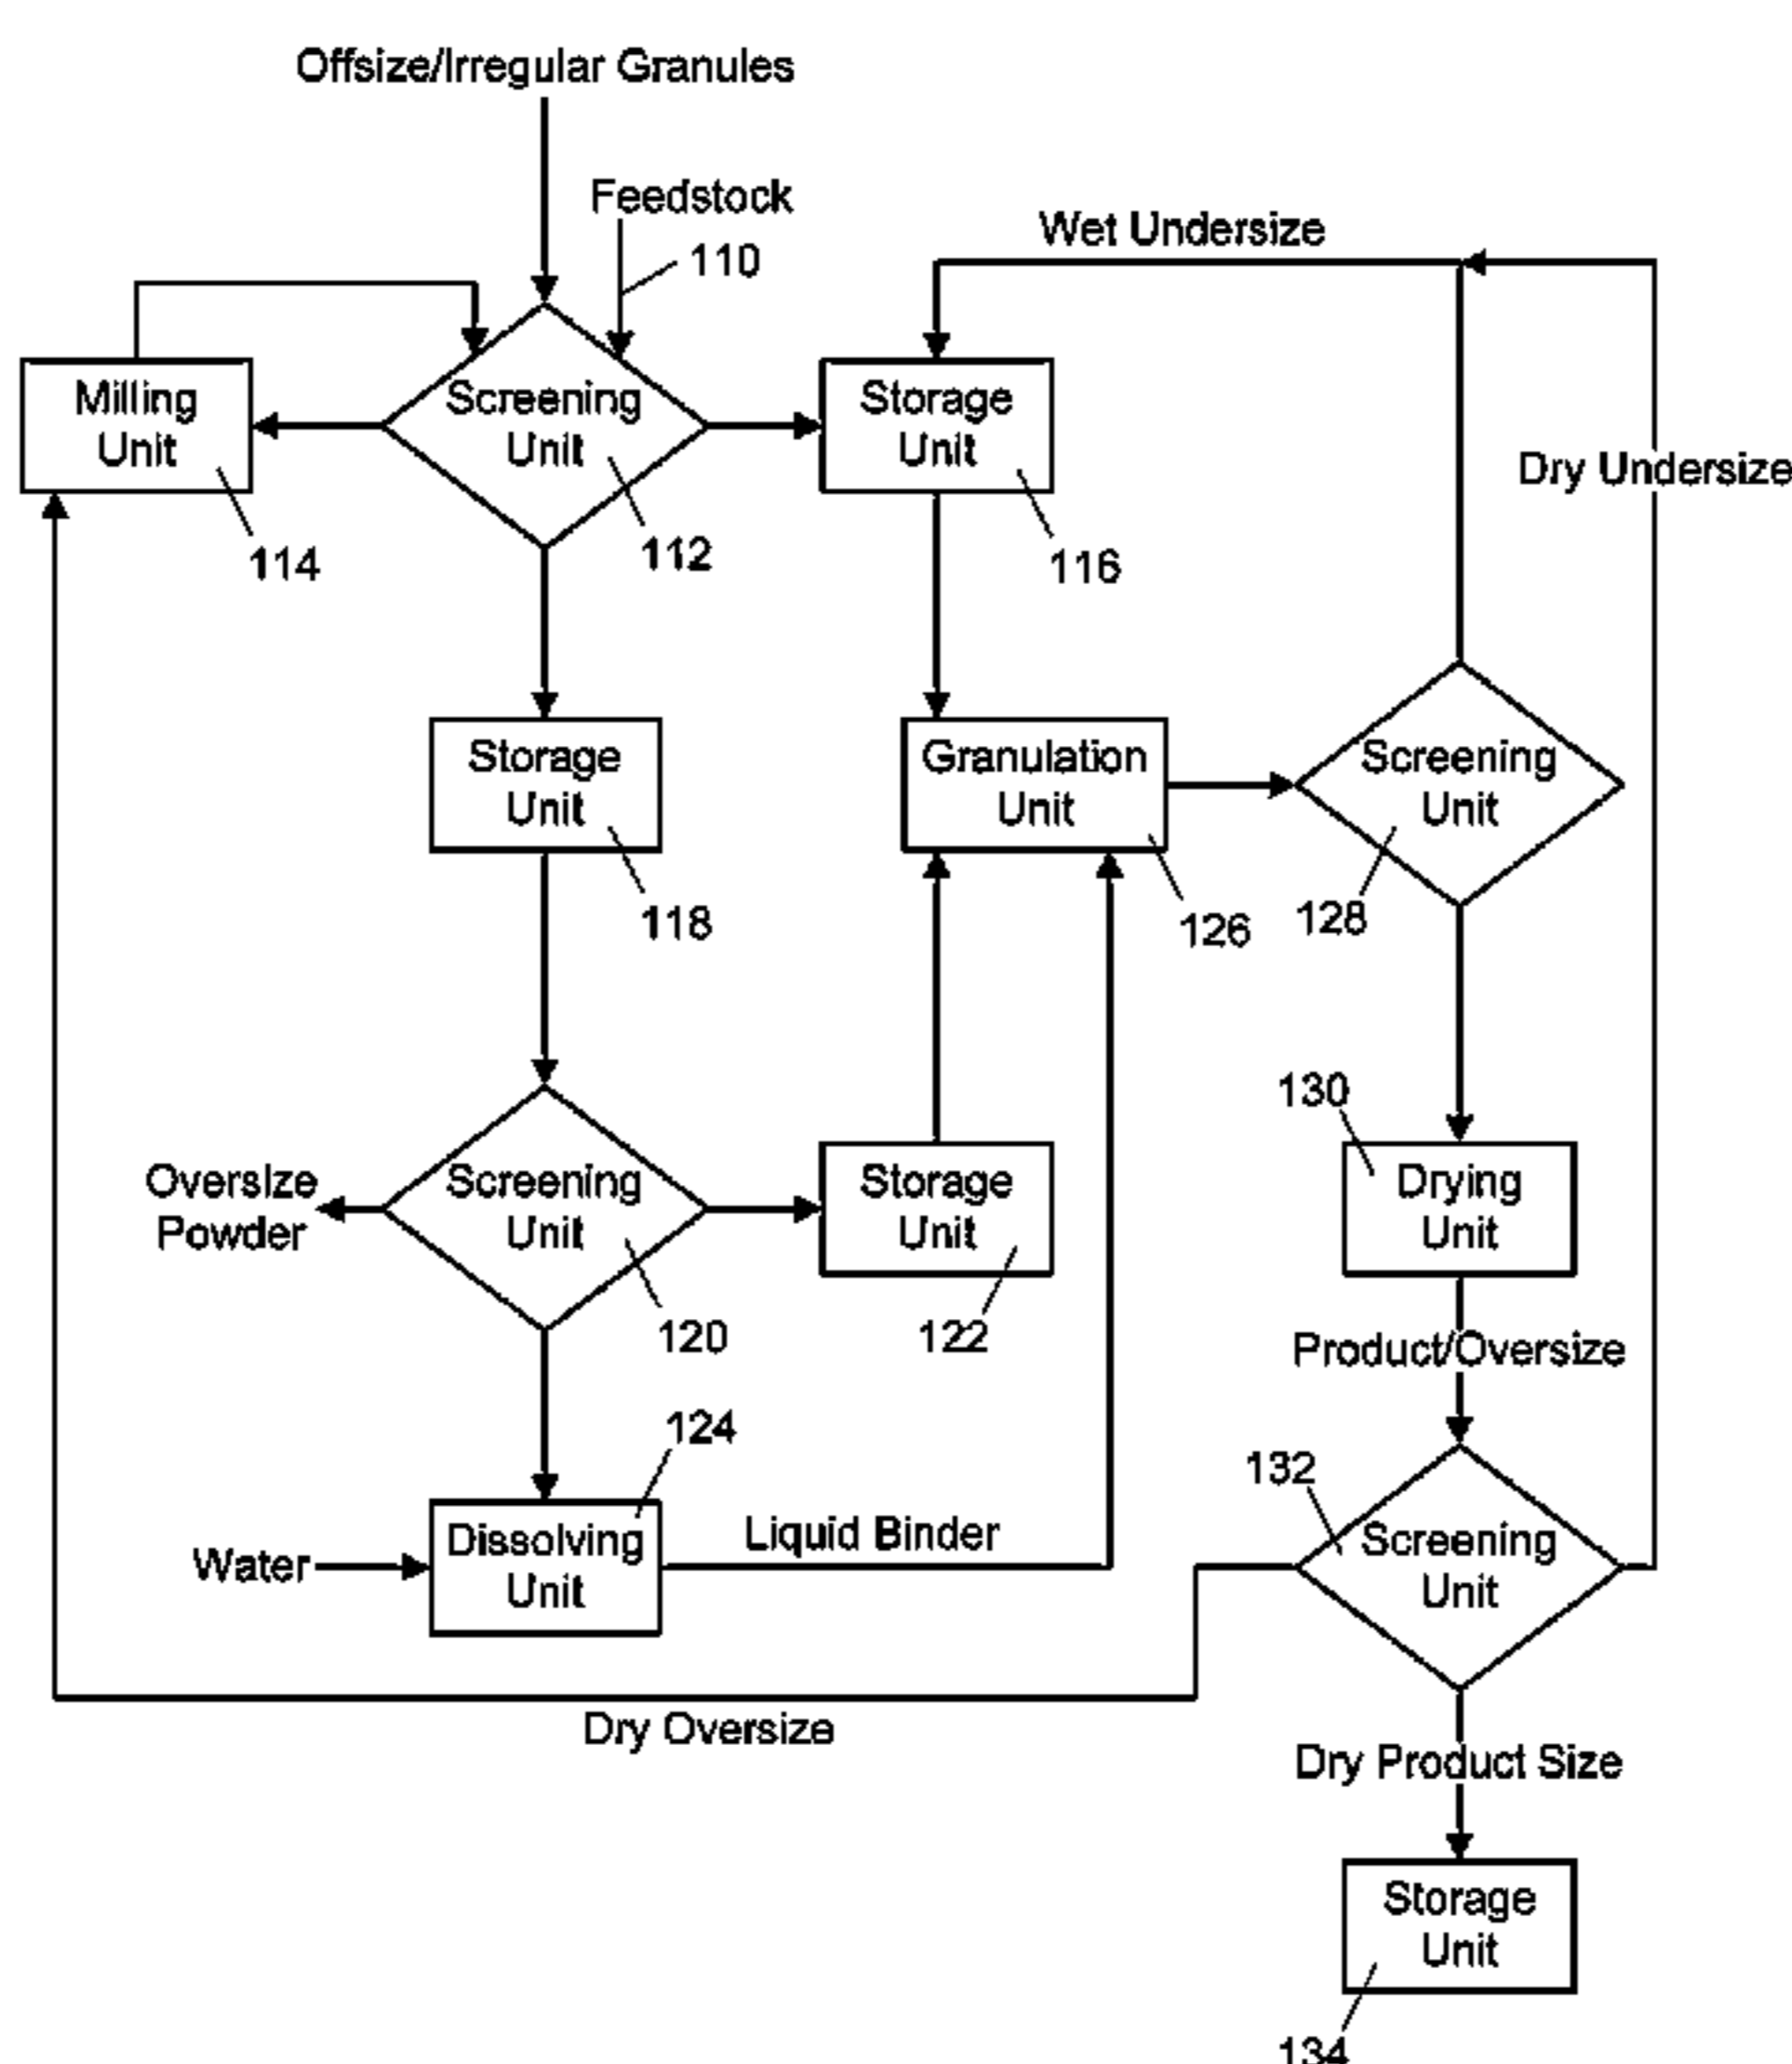 Offsize/Irregular Granules
Feedstock
110
Wet Undersize
Milling
Unit
114
Screening
Unit
112
Storage
Unit
116
Dry Undersize
Storage
Unit
118
Granulation
Unit
126
Screening
Unit
128
Oversize
Powder
Screening
Unit
120
Storage
Unit
122
130
Drying
Unit
Product/Oversize
124
Water
Dissolving
Unit
Liquid Binder
132
Screening
Unit
Dry Oversize
Dry Product Size
Storage
Unit
134